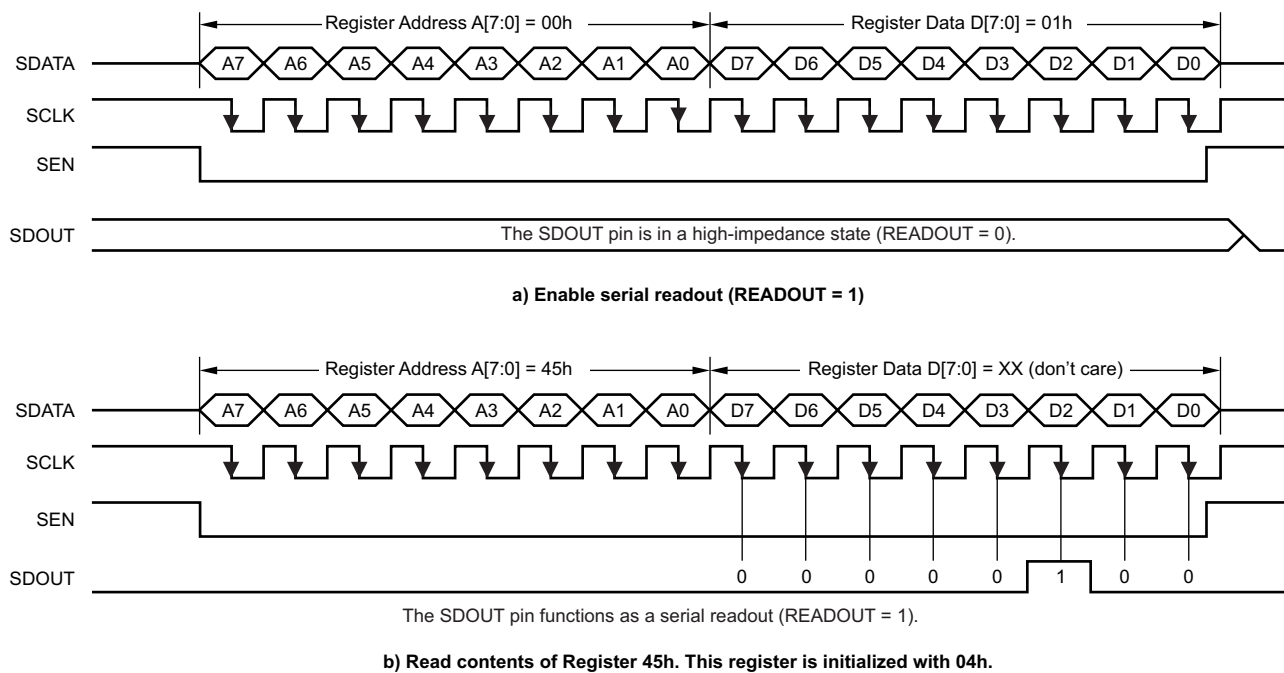 Register Address A[7:0] = 00h Register Data D[7:0] = 01h
SDATA A7 A6 A5 A4 A3 A2 A1 A0 D7 D6 D5 D4 D3 D2 D1 D0
SCLK
SEN
SDOUT The SDOUT pin is in a high-impedance state (READOUT = 0).
a) Enable serial readout (READOUT = 1)
Register Address A[7:0] = 45h Register Data D[7:0] = XX (don't care)
SDATA A7 A6 A5 A4 A3 A2 A1 A0 D7 D6 D5 D4 D3 D2 D1 D0
SCLK
SEN
SDOUT 0 0 0 0 0 1 0 0
The SDOUT pin functions as a serial readout (READOUT = 1).
b) Read contents of Register 45h. This register is initialized with 04h.